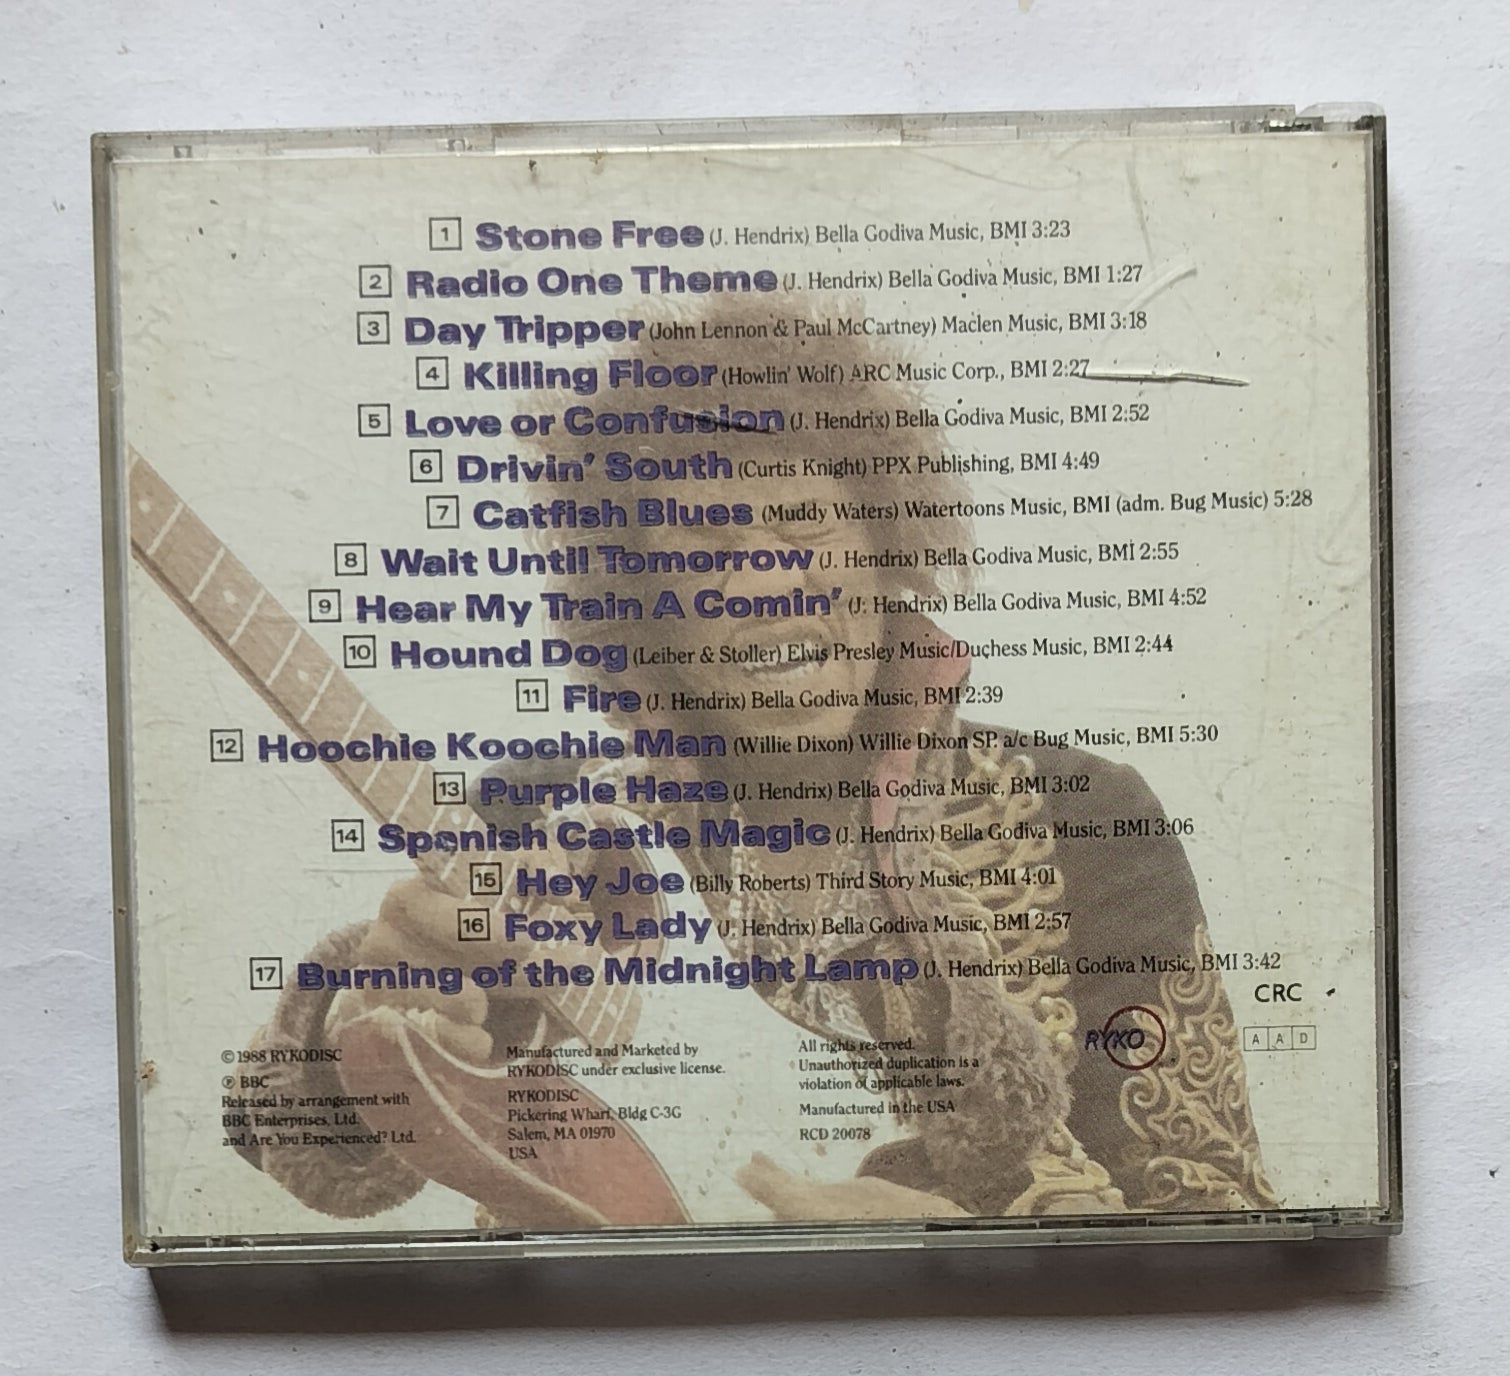 1 Stone Free (J. Hendrix) Bella Godiva Music, BMI 3:23
2 Radio One Theme (J. Hendrix) Bella Godiva Music, BMI 1:27
3 Day Tripper (John Lennon & Paul McCartney) Maclen Music, BMI 3:18
4 Killing Floor (Howlin' Wolf) ARC Music Corp., BMI 2:27
5 Love or Confusion (J. Hendrix) Bella Godiva Music, BMI 2:52
6 Drivin' South (Curtis Knight) PPX Publishing, BMI 4:49
7 Catfish Blues (Muddy Waters) Watertoons Music, BMI (adm. Bug Music) 5:28
8 Wait Until Tomorrow (J. Hendrix) Bella Godiva Music, BMI 2:55
9 Hear My Train A Comin' (J. Hendrix) Bella Godiva Music, BMI 4:52
10 Hound Dog (Leiber & Stoller) Elvis Presley Music/Duchess Music, BMI 2:44
11 Fire (J. Hendrix) Bella Godiva Music, BMI 2:39
12 Hoochie Koochie Man (Willie Dixon) Willie Dixon SP. a/c Bug Music, BMI 5:30
13 Purple Haze (J. Hendrix) Bella Godiva Music, BMI 3:02
14 Spanish Castle Magic (J. Hendrix) Bella Godiva Music, BMI 3:06
15 Hey Joe (Billy Roberts) Third Story Music, BMI 4:01
16 Foxy Lady (J. Hendrix) Bella Godiva Music, BMI 2:57
17 Burning of the Midnight Lamp (J. Hendrix) Bella Godiva Music, BMI 3:42
CRC
RYKO
A A D
© 1988 RYKODISC
℗ BBC
Released by arrangement with
BBC Enterprises, Ltd.
and Are You Experienced? Ltd.
Manufactured and Marketed by
RYKODISC under exclusive license.
RYKODISC
Pickering Wharf, Bldg C-3G
Salem, MA 01970
USA
All rights reserved.
Unauthorized duplication is a
violation of applicable laws.
Manufactured in the USA
RCD 20078